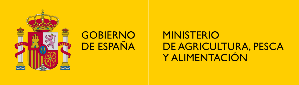 GOBIERNO
DE ESPAÑA
MINISTERIO
DE AGRICULTURA, PESCA
Y ALIMENTACIÓN